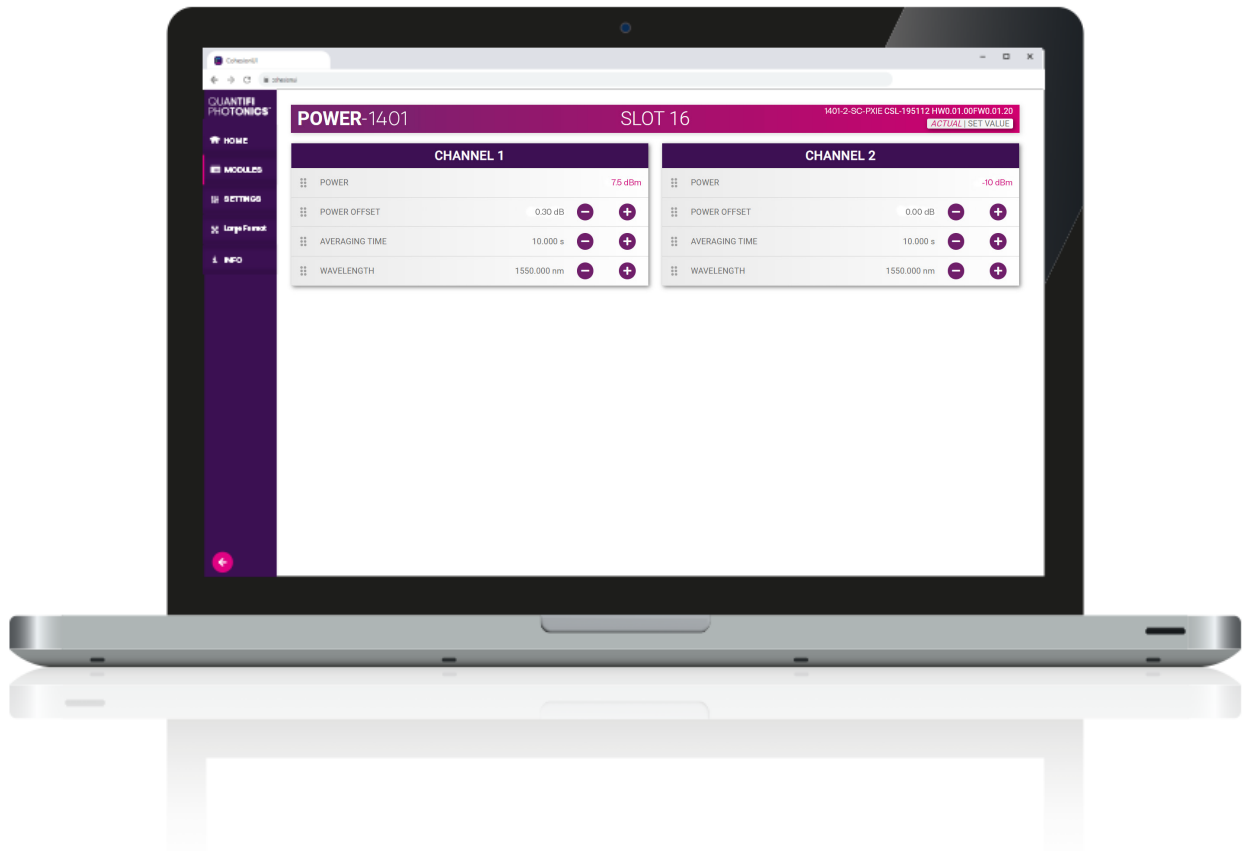 CohesionUI
cohesionui
QUANTIFI
PHOTONICS™
HOME
MODULES
SETTINGS
Large Format
INFO
POWER-1401
SLOT 16
1401-2-SC-PXIE CSL-195112 HW0.01.00FW0.01.20
ACTUAL | SET VALUE
CHANNEL 1
POWER 7.5 dBm
POWER OFFSET 0.30 dB
AVERAGING TIME 10.000 s
WAVELENGTH 1550.000 nm
CHANNEL 2
POWER -10 dBm
POWER OFFSET 0.00 dB
AVERAGING TIME 10.000 s
WAVELENGTH 1550.000 nm